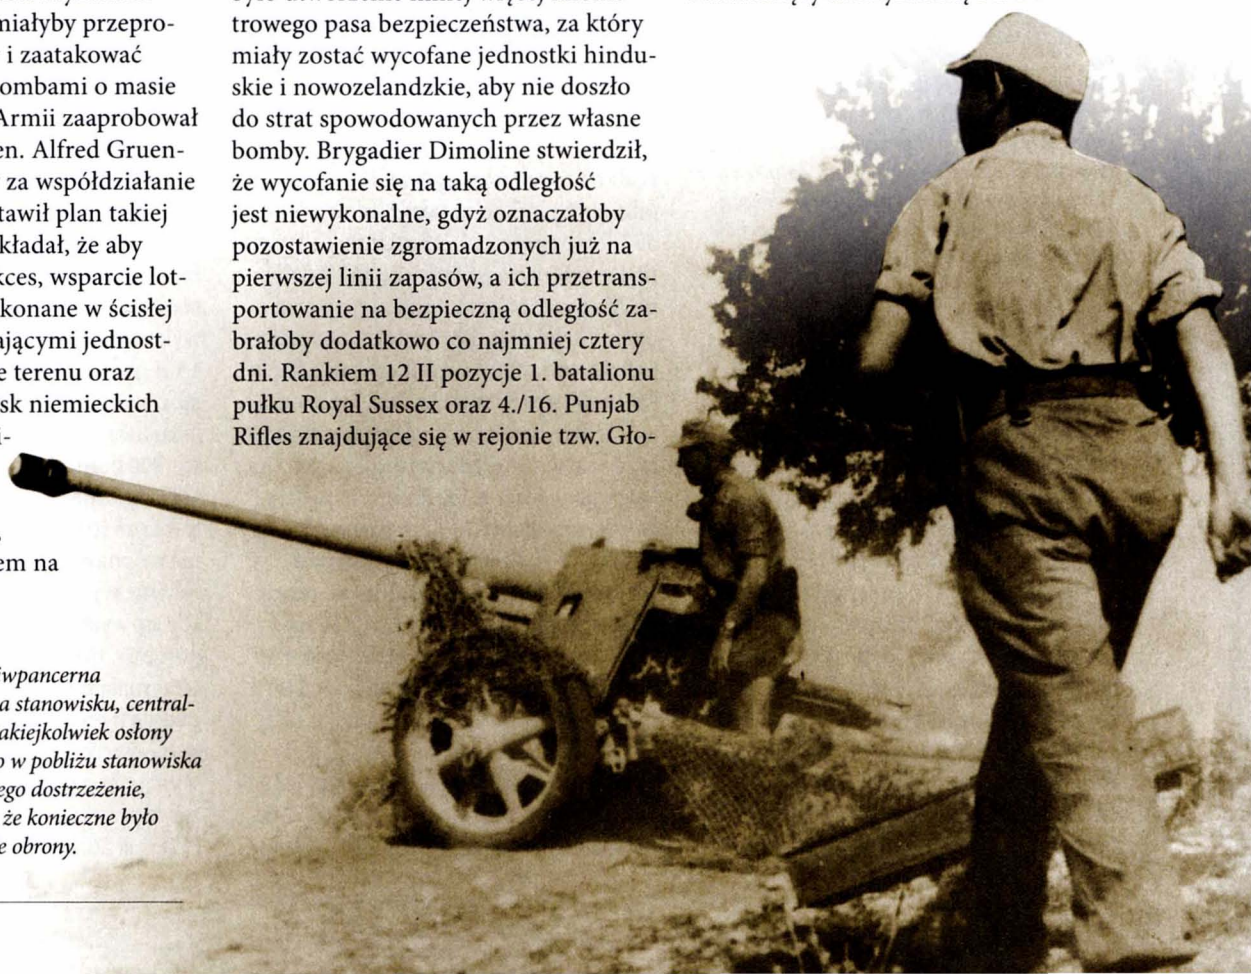 miałyby przepro-
i zaatakować
ombami o masie
Armii zaaprobował
en. Alfred Gruen-
za współdziałanie
tawił plan takiej
kładał, że aby
kces, wsparcie lot-
konane w ścisłej
ającymi jednost-
e terenu oraz
sk niemieckich
i-
em na
iwpancerna
a stanowisku, central-
akiejkolwiek osłony
o w pobliżu stanowiska
ego dostrzeżenie,
że konieczne było
e obrony.
trowego pasa bezpieczeństwa, za który
miały zostać wycofane jednostki hindu-
skie i nowozelandzkie, aby nie doszło
do strat spowodowanych przez własne
bomby. Brygadier Dimoline stwierdził,
że wycofanie się na taką odległość
jest niewykonalne, gdyż oznaczałoby
pozostawienie zgromadzonych już na
pierwszej linii zapasów, a ich przetrans-
portowanie na bezpieczną odległość za-
brałoby dodatkowo co najmniej cztery
dni. Rankiem 12 II pozycje 1. batalionu
pułku Royal Sussex oraz 4./16. Punjab
Rifles znajdujące się w rejonie tzw. Gło-